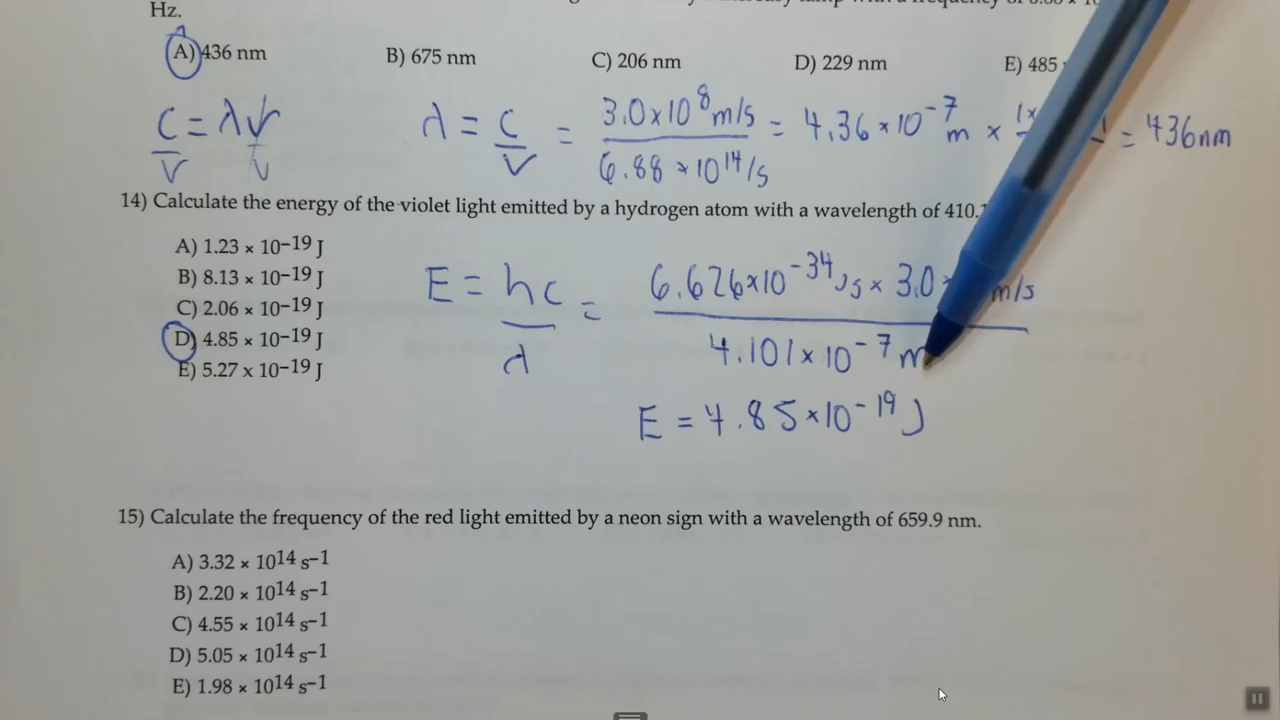 Hz.
A) 436 nm B) 675 nm C) 206 nm D) 229 nm E) 485
C = λν λ = C = 3.0×10⁸ m/s = 4.36×10⁻⁷ m × = 436nm
ν ν ν 6.88×10¹⁴/s
14) Calculate the energy of the violet light emitted by a hydrogen atom with a wavelength of 410.
A) 1.23 × 10⁻¹⁹ J
B) 8.13 × 10⁻¹⁹ J
C) 2.06 × 10⁻¹⁹ J
D) 4.85 × 10⁻¹⁹ J
E) 5.27 x 10⁻¹⁹ J
E = hc = 6.626×10⁻³⁴ Js × 3.0 m/s
λ 4.101×10⁻⁷ m
E = 4.85×10⁻¹⁹ J
15) Calculate the frequency of the red light emitted by a neon sign with a wavelength of 659.9 nm.
A) 3.32 × 10¹⁴ s⁻¹
B) 2.20 × 10¹⁴ s⁻¹
C) 4.55 × 10¹⁴ s⁻¹
D) 5.05 × 10¹⁴ s⁻¹
E) 1.98 × 10¹⁴ s⁻¹